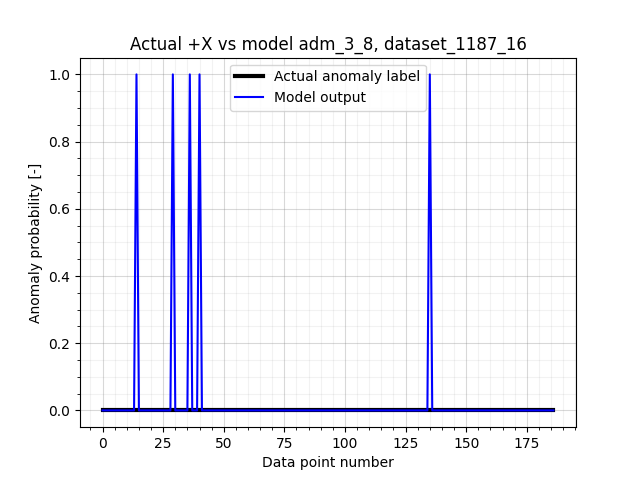 Actual +X vs model adm_3_8, dataset_1187_16
Actual anomaly label
Model output
Anomaly probability [-]
1.0
0.8
0.6
0.4
0.2
0.0
0 25 50 75 100 125 150 175
Data point number